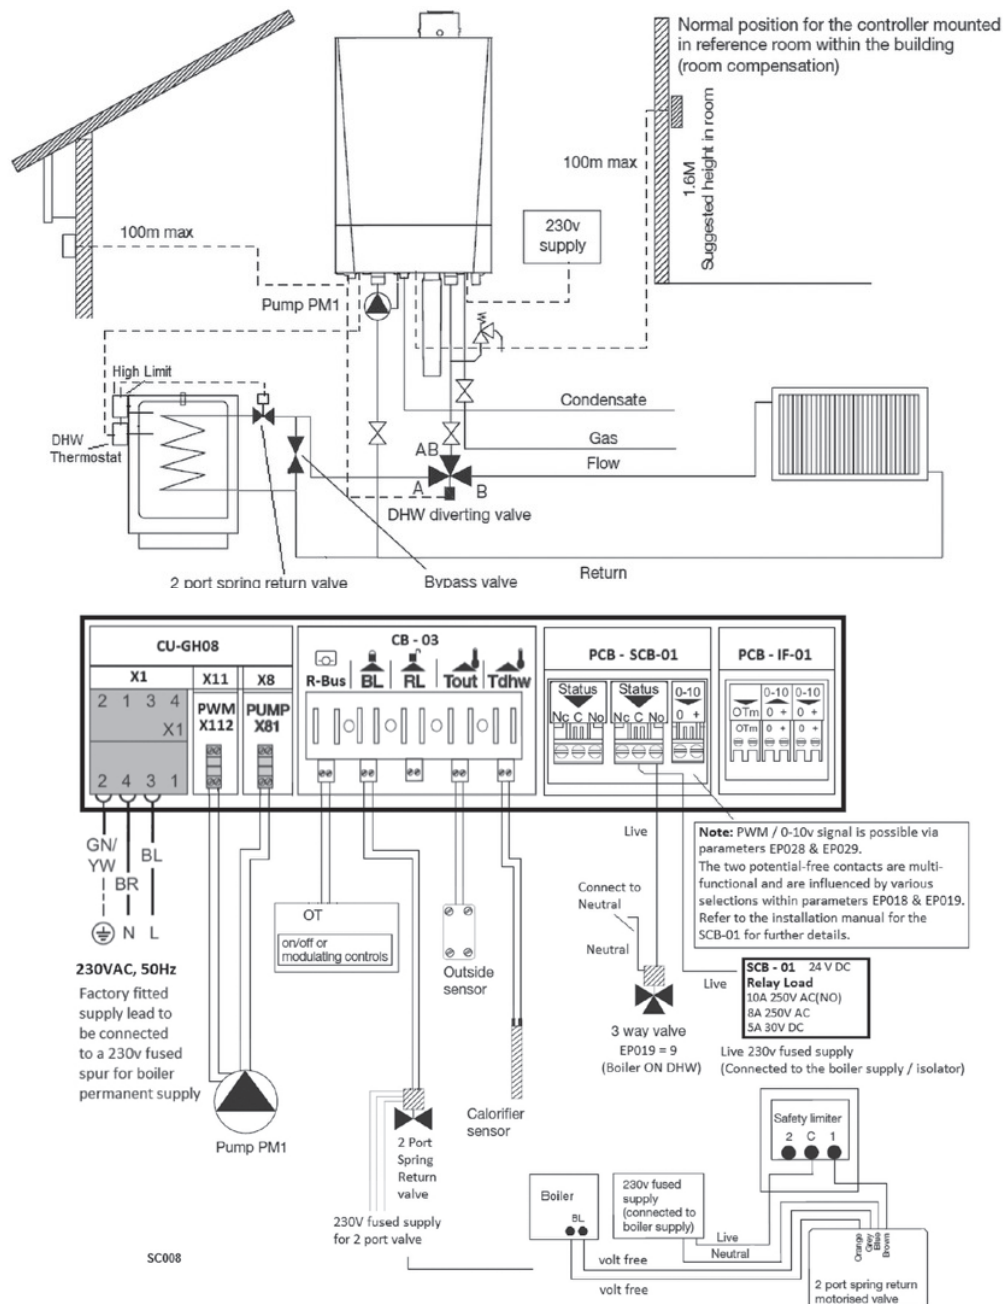 Normal position for the controller mounted
in reference room within the building
(room compensation)
100m max
1.6M
Suggested height in room
230v
supply
100m max
Pump PM1
High Limit
DHW
Thermostat
Condensate
Gas
Flow
AB
A
B
DHW diverting valve
2 port spring return valve
Bypass valve
Return
CU-GH08
X1
X11
X8
2 1 3 4
X1
2 4 3 1
PWM
X112
PUMP
X81
CB - 03
R-Bus
BL
RL
Tout
Tdhw
PCB - SCB-01
Status
Nc C No
Status
Nc C No
0-10
0 +
PCB - IF-01
OTm
0-10
0-10
OTm
0 +
0 +
GN/
YW
BR
BL
N
L
230VAC, 50Hz
Factory fitted
supply lead to
be connected
to a 230v fused
spur for boiler
permanent supply
Pump PM1
OT
on/off or
modulating controls
Outside
sensor
Calorifier
sensor
2 Port
Spring
Return
valve
230V fused supply
for 2 port valve
Live
Connect to
Neutral
Neutral
3 way valve
EP019 = 9
(Boiler ON DHW)
Note: PWM / 0-10v signal is possible via
parameters EP028 & EP029.
The two potential-free contacts are multi-
functional and are influenced by various
selections within parameters EP018 & EP019.
Refer to the installation manual for the
SCB-01 for further details.
Live
SCB - 01 24 V DC
Relay Load
10A 250V AC(NO)
8A 250V AC
5A 30V DC
Live 230v fused supply
(Connected to the boiler supply / isolator)
Safety limiter
2 C 1
Boiler
BL
230v fused
supply
(connected to
boiler supply)
Live
Neutral
volt free
volt free
Orange
Grey
Blue
Brown
2 port spring return
motorised valve
SC008